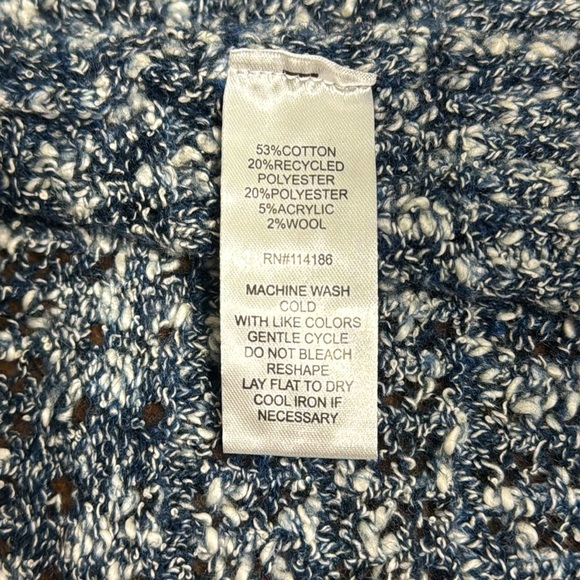 53%COTTON
20%RECYCLED
POLYESTER
20%POLYESTER
5%ACRYLIC
2%WOOL
RN#114186
MACHINE WASH
COLD
WITH LIKE COLORS
GENTLE CYCLE
DO NOT BLEACH
RESHAPE
LAY FLAT TO DRY
COOL IRON IF
NECESSARY